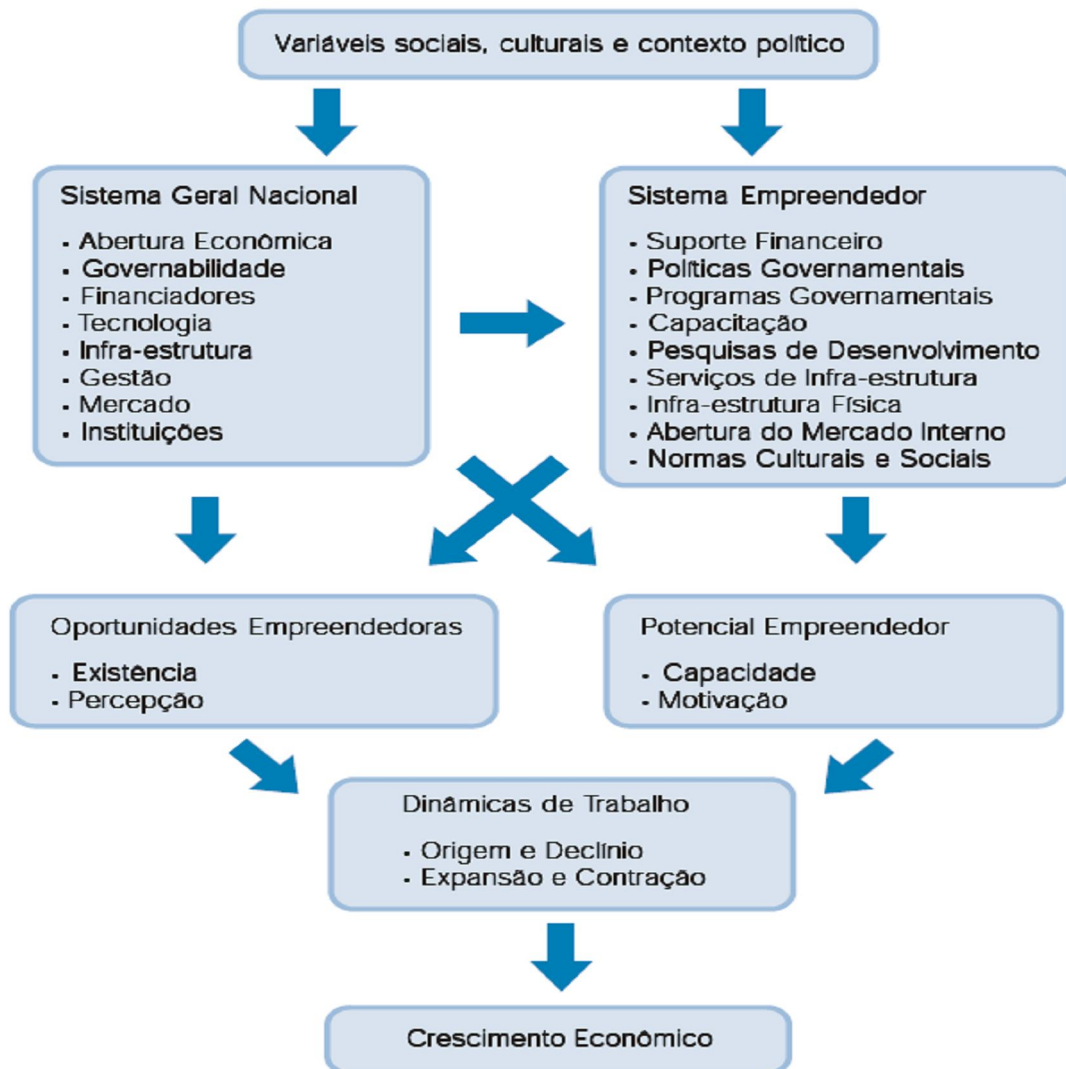 Variáveis sociais, culturais e contexto político
Sistema Geral Nacional
• Abertura Econômica
• Governabilidade
• Financiadores
• Tecnologia
• Infra-estrutura
• Gestão
• Mercado
• Instituições
Sistema Empreendedor
• Suporte Financeiro
• Políticas Governamentais
• Programas Governamentais
• Capacitação
• Pesquisas de Desenvolvimento
• Serviços de Infra-estrutura
• Infra-estrutura Física
• Abertura do Mercado Interno
• Normas Culturais e Sociais
Oportunidades Empreendedoras
• Existência
• Percepção
Potencial Empreendedor
• Capacidade
• Motivação
Dinâmicas de Trabalho
• Origem e Declínio
• Expansão e Contração
Crescimento Econômico